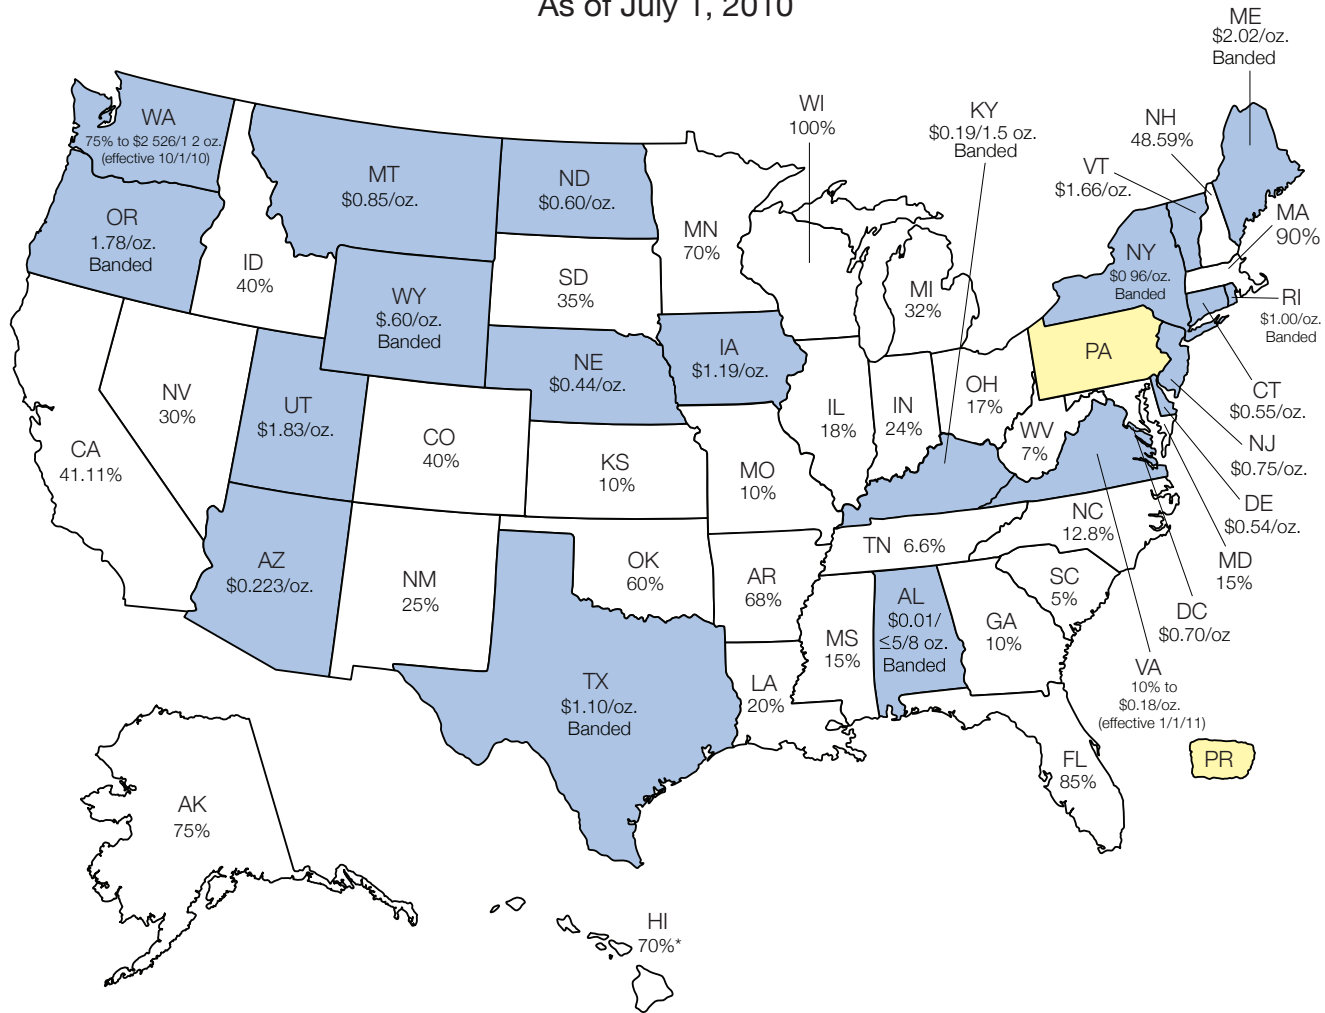 As of July 1, 2010
ME
$2.02/oz.
Banded
WI
100%
KY
$0.19/1.5 oz.
Banded
NH
48.59%
VT
$1.66/oz.
MA
90%
WA
75% to $2 526/1 2 oz.
(effective 10/1/10)
MT
$0.85/oz.
ND
$0.60/oz.
MN
70%
OR
1.78/oz.
Banded
ID
40%
SD
35%
WY
$.60/oz.
Banded
MI
32%
NY
$0 96/oz.
Banded
RI
$1.00/oz.
Banded
NE
$0.44/oz.
IA
$1.19/oz.
PA
NV
30%
UT
$1.83/oz.
CO
40%
IL
18%
IN
24%
OH
17%
CT
$0.55/oz.
CA
41.11%
KS
10%
MO
10%
WV
7%
NJ
$0.75/oz.
DE
$0.54/oz.
NC
12.8%
TN 6.6%
AZ
$0.223/oz.
NM
25%
OK
60%
AR
68%
SC
5%
MD
15%
AL
$0.01/
≤5/8 oz.
Banded
GA
10%
DC
$0.70/oz
MS
15%
VA
10% to
$0.18/oz.
(effective 1/1/11)
TX
$1.10/oz.
Banded
LA
20%
FL
85%
PR
AK
75%
HI
70%*